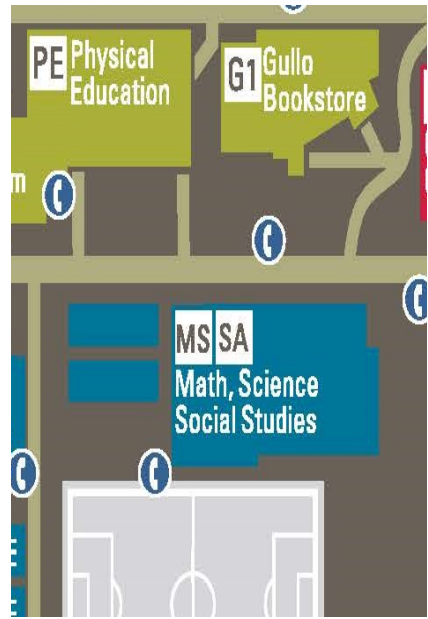 PE Physical
Education
G1 Gullo
Bookstore
m
MS SA
Math, Science
Social Studies